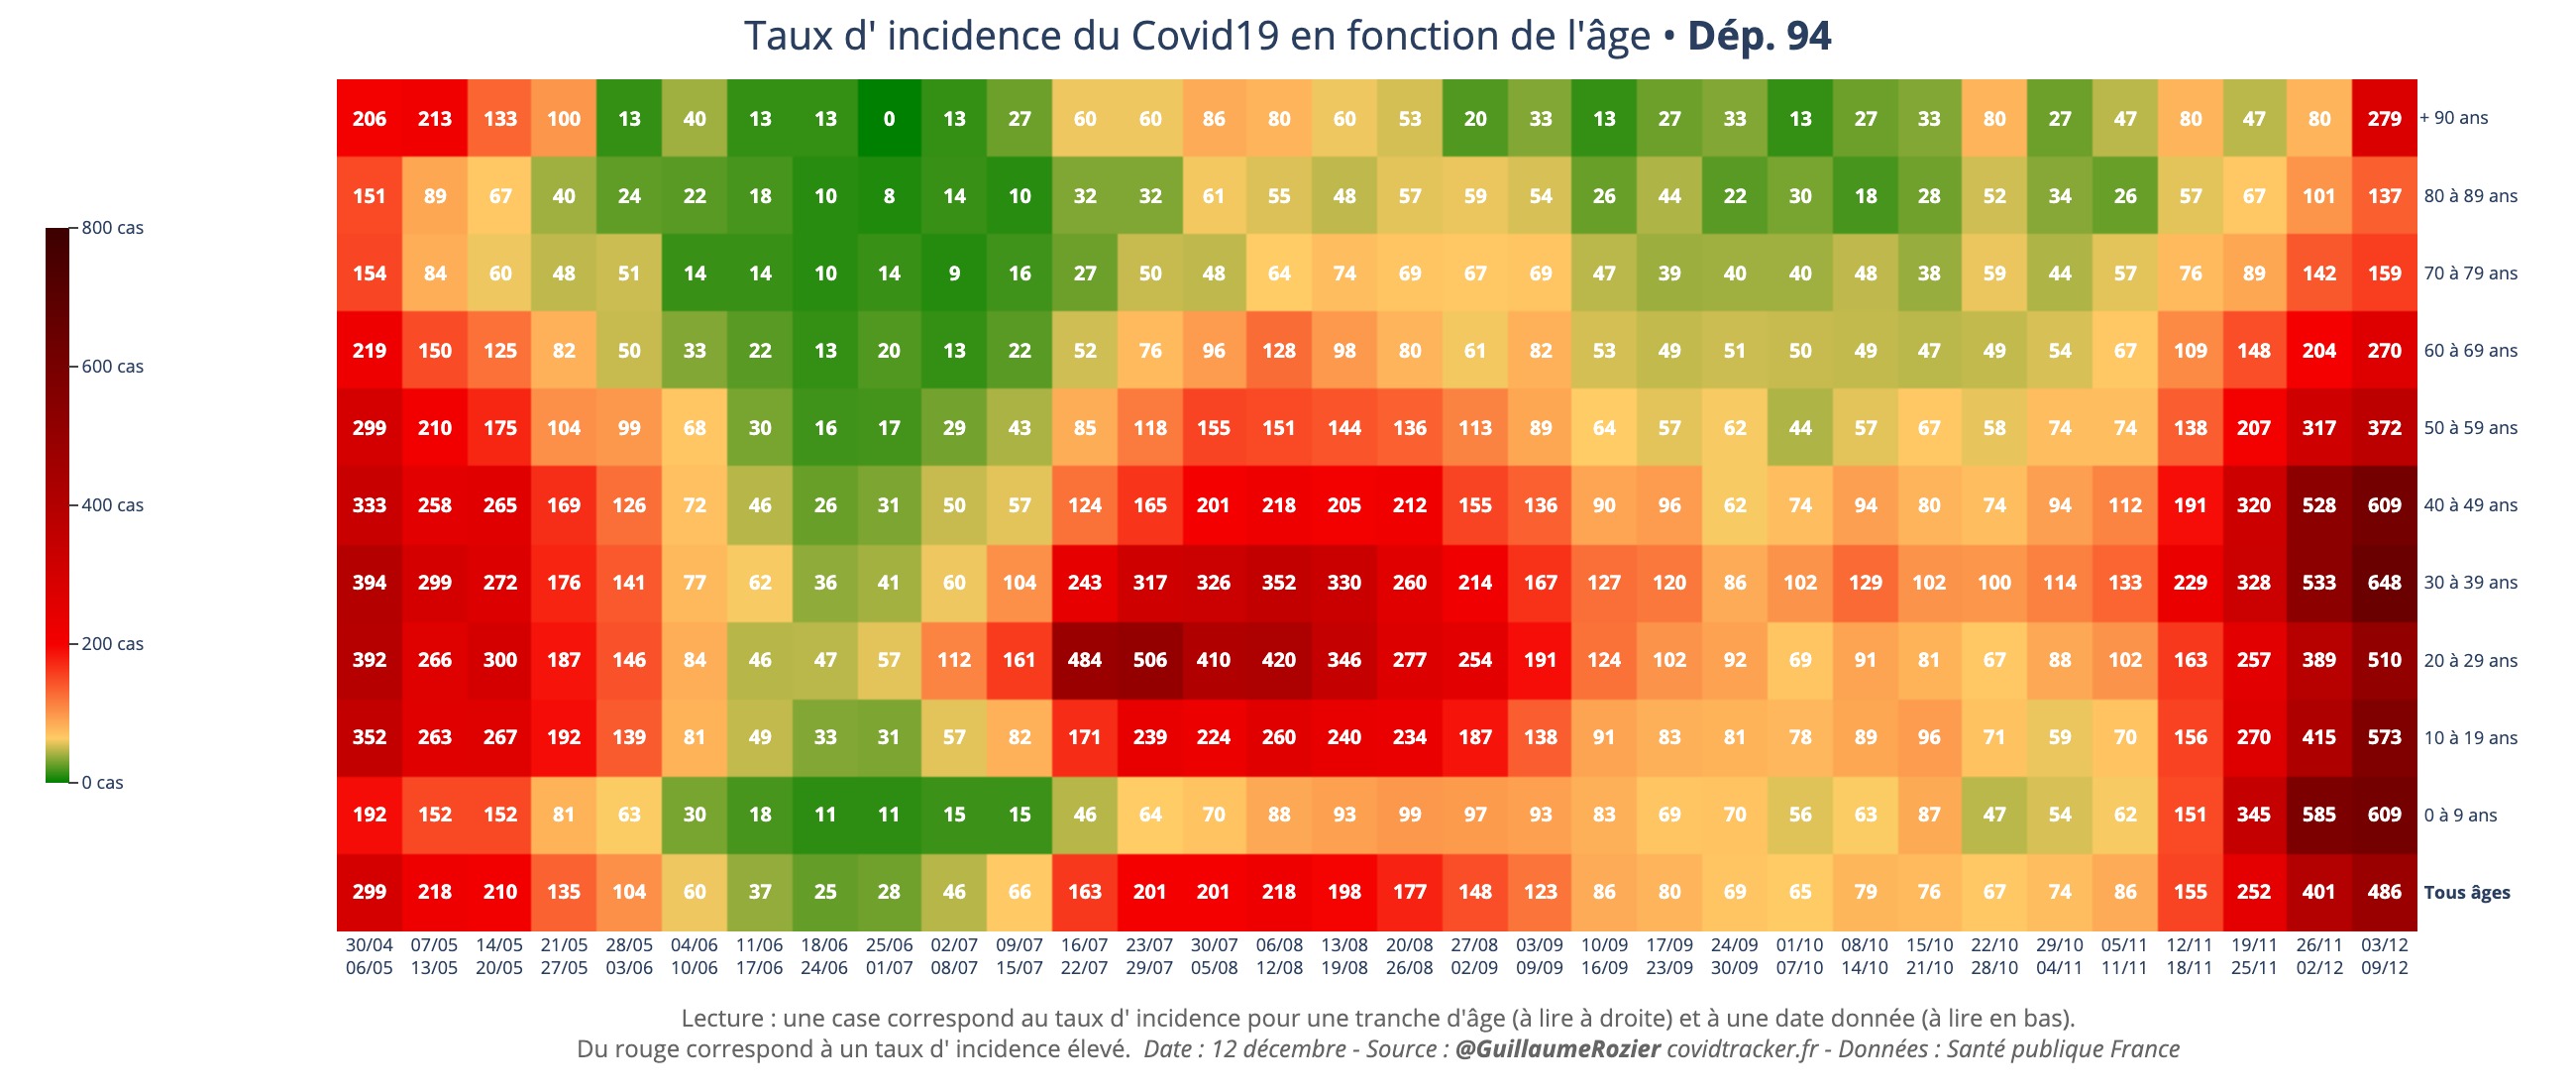 Taux d' incidence du Covid19 en fonction de l'âge • Dép. 94
800 cas
600 cas
400 cas
200 cas
0 cas
206 213 133 100 13 40 13 13 0 13 27 60 60 86 80 60 53 20 33 13 27 33 13 27 33 80 27 47 80 47 80 279 + 90 ans
151 89 67 40 24 22 18 10 8 14 10 32 32 61 55 48 57 59 54 26 44 22 30 18 28 52 34 26 57 67 101 137 80 à 89 ans
154 84 60 48 51 14 14 10 14 9 16 27 50 48 64 74 69 67 69 47 39 40 40 48 38 59 44 57 76 89 142 159 70 à 79 ans
219 150 125 82 50 33 22 13 20 13 22 52 76 96 128 98 80 61 82 53 49 51 50 49 47 49 54 67 109 148 204 270 60 à 69 ans
299 210 175 104 99 68 30 16 17 29 43 85 118 155 151 144 136 113 89 64 57 62 44 57 67 58 74 74 138 207 317 372 50 à 59 ans
333 258 265 169 126 72 46 26 31 50 57 124 165 201 218 205 212 155 136 90 96 62 74 94 80 74 94 112 191 320 528 609 40 à 49 ans
394 299 272 176 141 77 62 36 41 60 104 243 317 326 352 330 260 214 167 127 120 86 102 129 102 100 114 133 229 328 533 648 30 à 39 ans
392 266 300 187 146 84 46 47 57 112 161 484 506 410 420 346 277 254 191 124 102 92 69 91 81 67 88 102 163 257 389 510 20 à 29 ans
352 263 267 192 139 81 49 33 31 57 82 171 239 224 260 240 234 187 138 91 83 81 78 89 96 71 59 70 156 270 415 573 10 à 19 ans
192 152 152 81 63 30 18 11 11 15 15 46 64 70 88 93 99 97 93 83 69 70 56 63 87 47 54 62 151 345 585 609 0 à 9 ans
299 218 210 135 104 60 37 25 28 46 66 163 201 201 218 198 177 148 123 86 80 69 65 79 76 67 74 86 155 252 401 486 Tous âges
30/04 07/05 14/05 21/05 28/05 04/06 11/06 18/06 25/06 02/07 09/07 16/07 23/07 30/07 06/08 13/08 20/08 27/08 03/09 10/09 17/09 24/09 01/10 08/10 15/10 22/10 29/10 05/11 12/11 19/11 26/11 03/12
06/05 13/05 20/05 27/05 03/06 10/06 17/06 24/06 01/07 08/07 15/07 22/07 29/07 05/08 12/08 19/08 26/08 02/09 09/09 16/09 23/09 30/09 07/10 14/10 21/10 28/10 04/11 11/11 18/11 25/11 02/12 09/12
Lecture : une case correspond au taux d' incidence pour une tranche d'âge (à lire à droite) et à une date donnée (à lire en bas).
Du rouge correspond à un taux d' incidence élevé. Date : 12 décembre - Source : @GuillaumeRozier covidtracker.fr - Données : Santé publique France